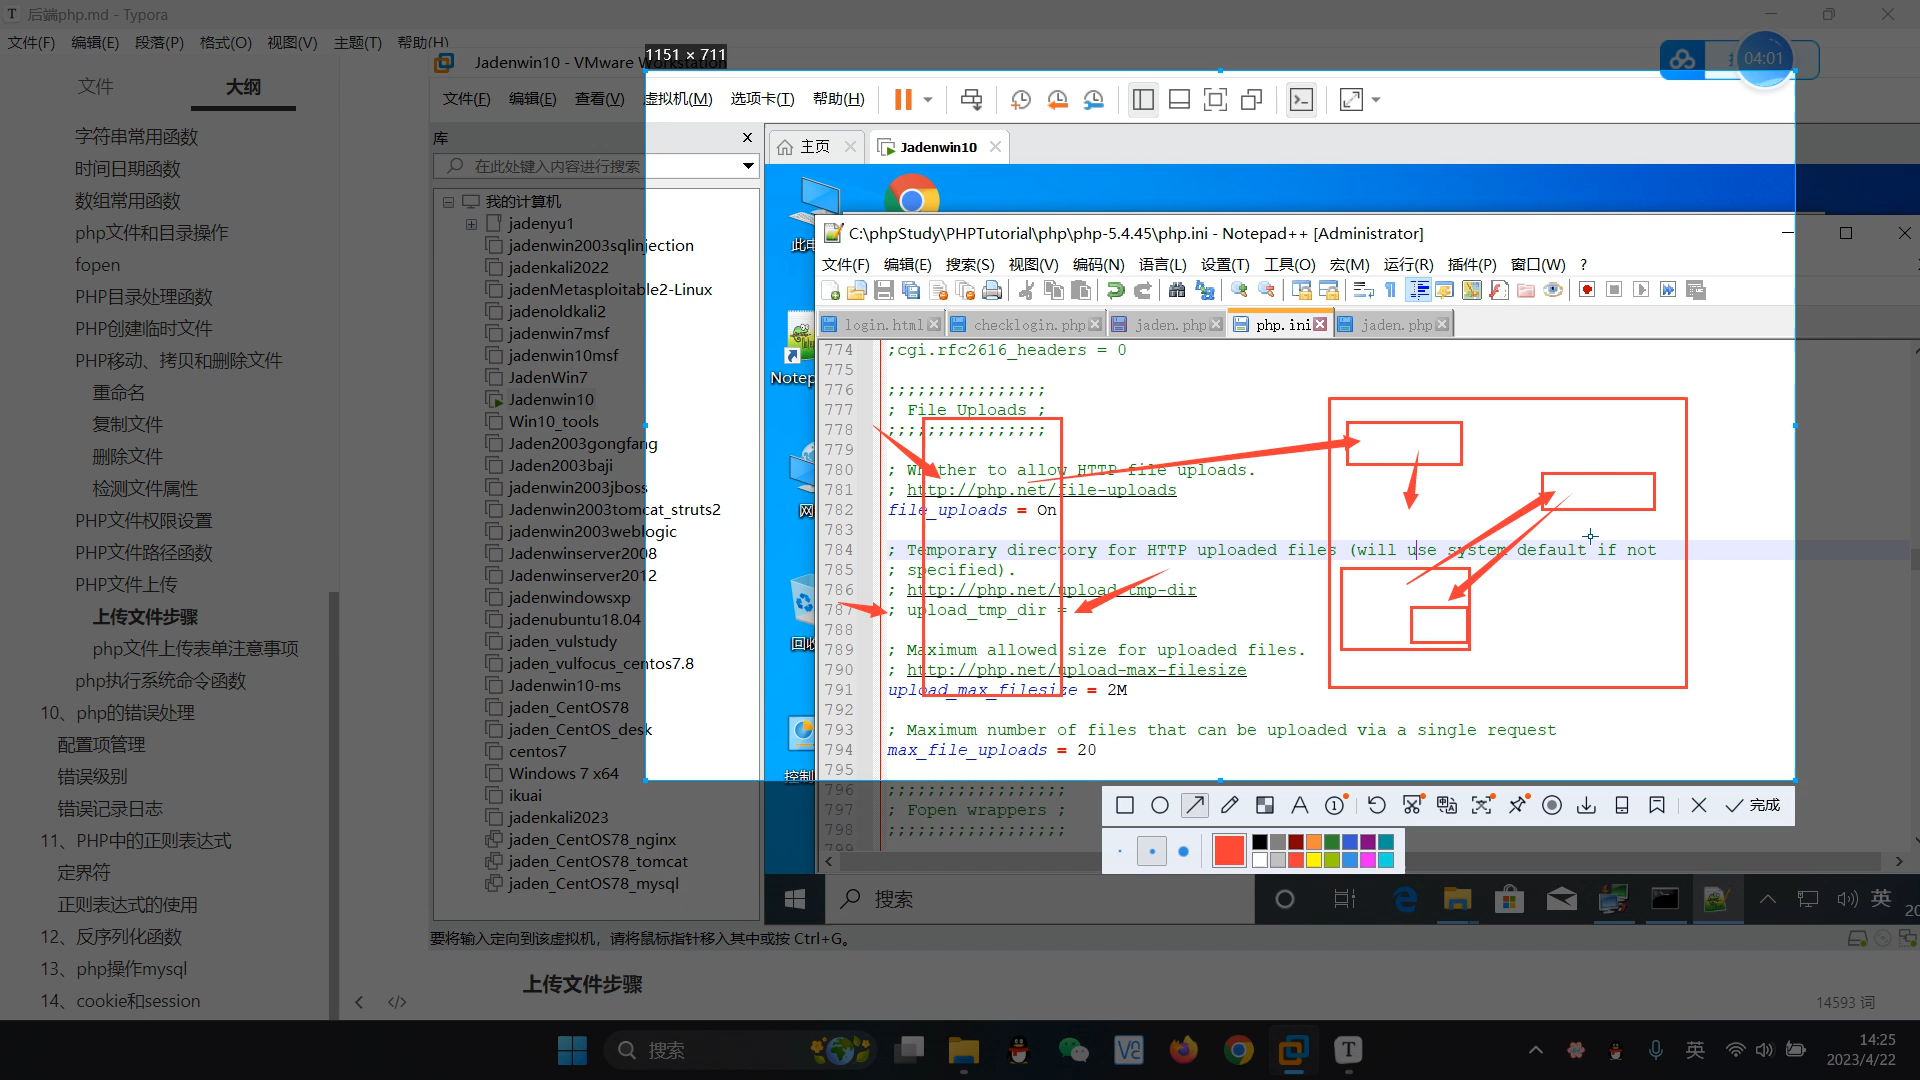 后端php.md - Typora
文件(F) 编辑(E) 段落(P) 格式(O) 视图(V) 主题(T) 帮助(H)
文件 大纲
字符串常用函数
时间日期函数
数组常用函数
php文件和目录操作
fopen
PHP目录处理函数
PHP创建临时文件
PHP移动、拷贝和删除文件
重命名
复制文件
删除文件
检测文件属性
PHP文件权限设置
PHP文件路径函数
PHP文件上传
上传文件步骤
php文件上传表单注意事项
php执行系统命令函数
10、php的错误处理
配置项管理
错误级别
错误记录日志
11、PHP中的正则表达式
定界符
正则表达式的使用
12、反序列化函数
13、php操作mysql
14、cookie和session
Jadenwin10 - VMware Workstation
1151 × 711
04:01
文件(F) 编辑(E) 查看(V) 虚拟机(M) 选项卡(T) 帮助(H)
库
在此处键入内容进行搜索
我的计算机
jadenyu1
jadenwin2003sqlinjection
jadenkali2022
jadenMetasploitable2-Linux
jadenoldkali2
jadenwin7msf
jadenwin10msf
JadenWin7
Jadenwin10
Win10_tools
Jaden2003gongfang
Jaden2003baji
jadenwin2003jboss
Jadenwin2003tomcat_struts2
jadenwin2003weblogic
Jadenwinserver2008
Jadenwinserver2012
jadenwindowsxp
jadenubuntu18.04
jaden_vulstudy
jaden_vulfocus_centos7.8
Jadenwin10-ms
jaden_CentOS78
jaden_CentOS_desk
centos7
Windows 7 x64
ikuai
jadenkali2023
jaden_CentOS78_nginx
jaden_CentOS78_tomcat
jaden_CentOS78_mysql
主页 Jadenwin10
此电
Notep
网
回收
控制
C:\phpStudy\PHPTutorial\php\php-5.4.45\php.ini - Notepad++ [Administrator]
文件(F) 编辑(E) 搜索(S) 视图(V) 编码(N) 语言(L) 设置(T) 工具(O) 宏(M) 运行(R) 插件(P) 窗口(W) ?
login.html checklogin.php jaden.php php.ini jaden.php
774 ;cgi.rfc2616_headers = 0
775
776 ;;;;;;;;;;;;;;;;
777 ; File Uploads ;
778 ;;;;;;;;;;;;;;;;
779
780 ; Whether to allow HTTP file uploads.
781 ; http://php.net/file-uploads
782 file_uploads = On
783
784 ; Temporary directory for HTTP uploaded files (will use system default if not
785 ; specified).
786 ; http://php.net/upload-tmp-dir
787 ; upload_tmp_dir =
788
789 ; Maximum allowed size for uploaded files.
790 ; http://php.net/upload-max-filesize
791 upload_max_filesize = 2M
792
793 ; Maximum number of files that can be uploaded via a single request
794 max_file_uploads = 20
795
796 ;;;;;;;;;;;;;;;;;;
797 ; Fopen wrappers ;
798 ;;;;;;;;;;;;;;;;;;
799
完成
搜索
英
20
要将输入定向到该虚拟机，请将鼠标指针移入其中或按 Ctrl+G。
上传文件步骤
14593 词
搜索
英
14:25
2023/4/22